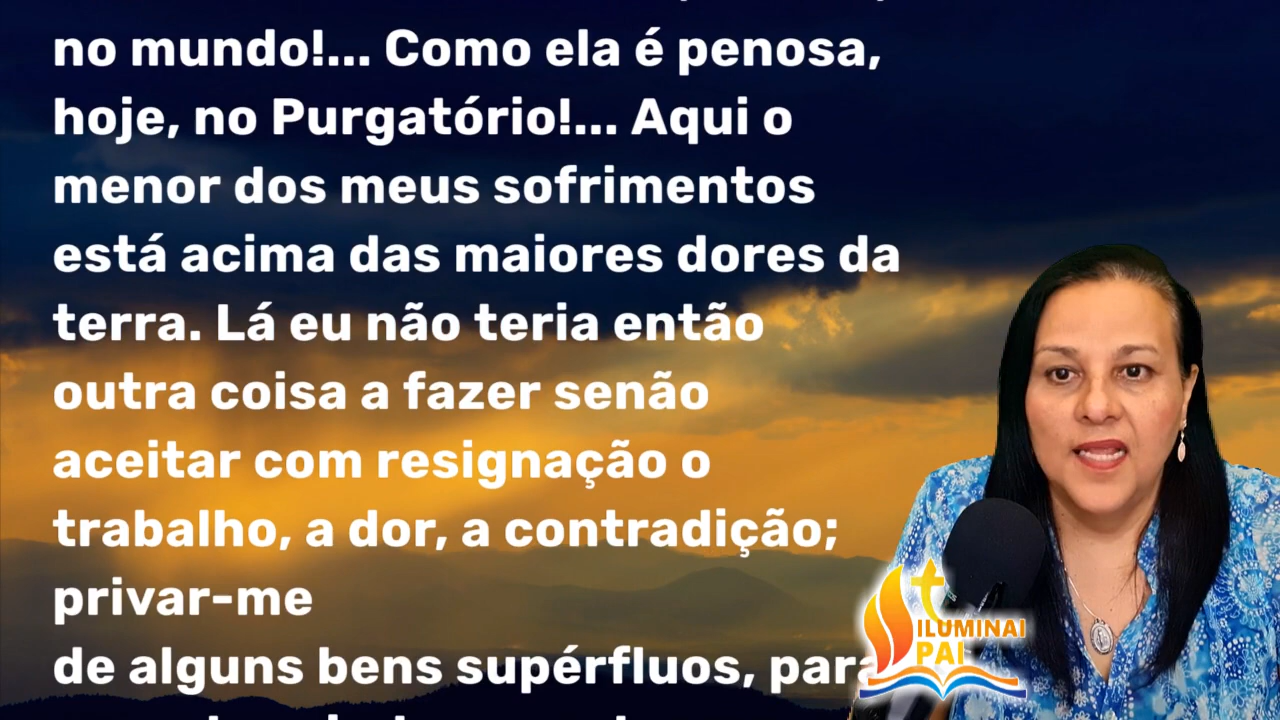 no mundo!... Como ela é penosa,
hoje, no Purgatório!... Aqui o
menor dos meus sofrimentos
está acima das maiores dores da
terra. Lá eu não teria então
outra coisa a fazer senão
aceitar com resignação o
trabalho, a dor, a contradição;
privar-me
de alguns bens supérfluos, para
ILUMINAI
PAI